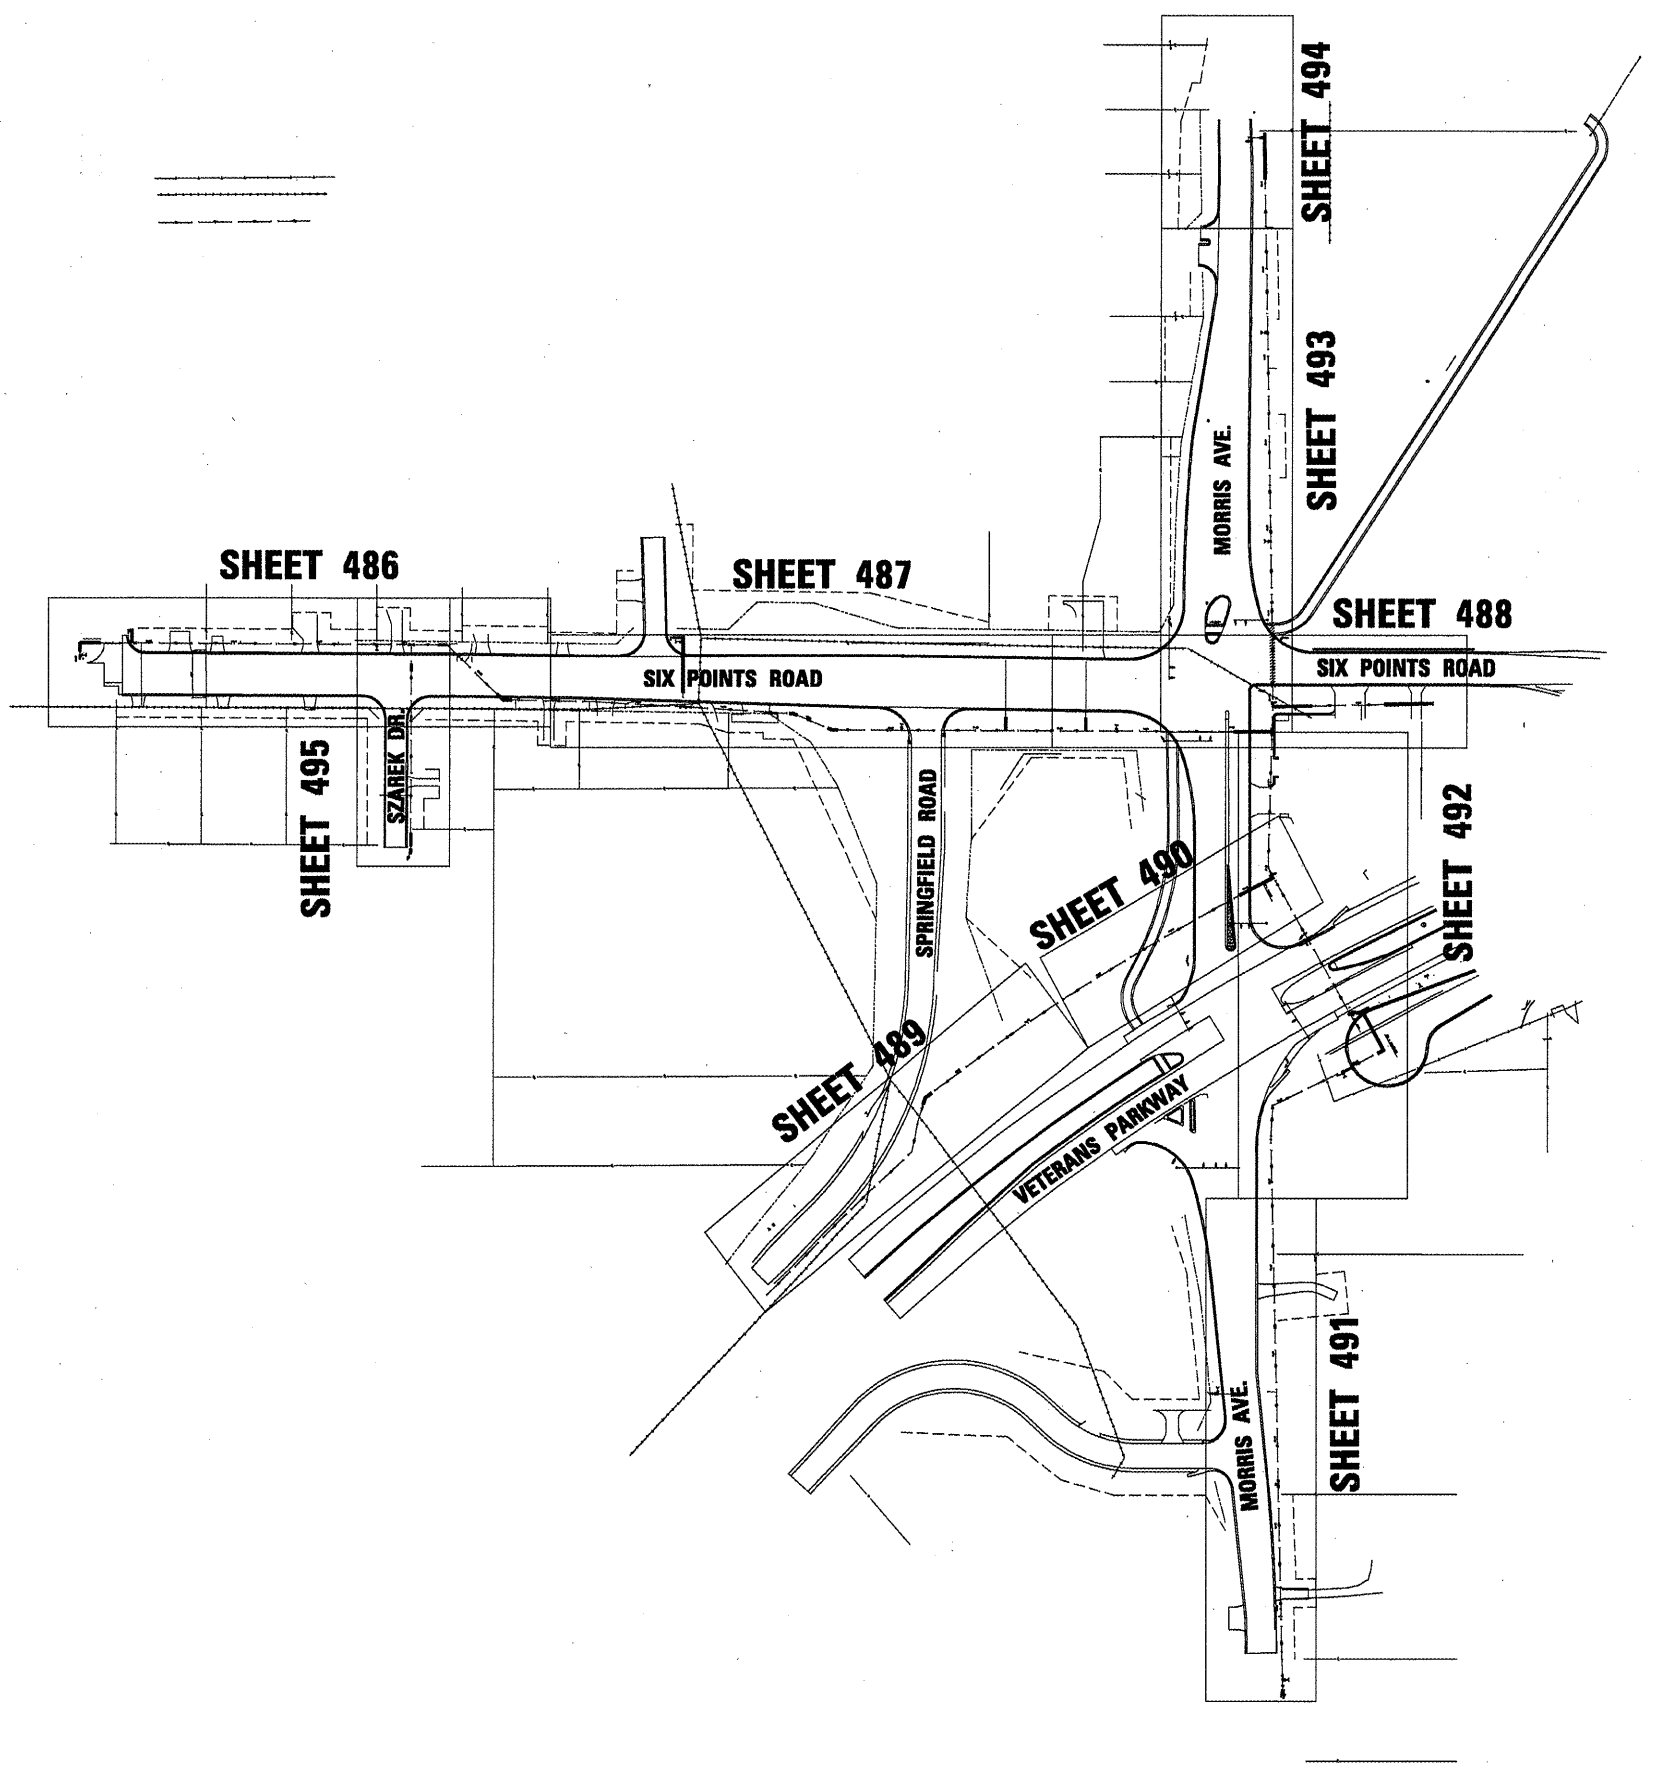 SHEET 494
SHEET 493
MORRIS AVE.
SHEET 486
SHEET 487
SHEET 488
SIX POINTS ROAD
SIX POINTS ROAD
SZAREK DR.
SHEET 495
SPRINGFIELD ROAD
SHEET 490
SHEET 492
SHEET 489
VETERANS PARKWAY
SHEET 491
MORRIS AVE.